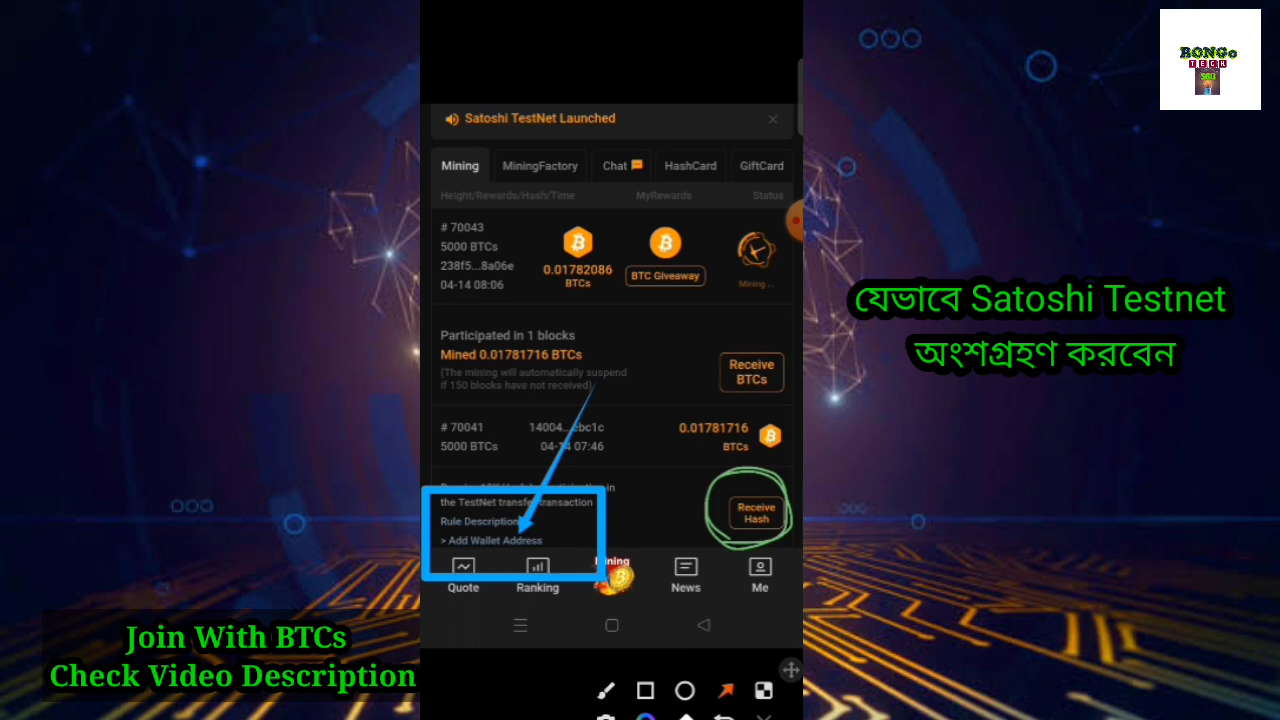 BONGO
TECH
360
Satoshi TestNet Launched
Mining
MiningFactory
Chat
HashCard
GiftCard
Height/Rewards/Hash/Time
MyRewards
Status
# 70043
5000 BTCs
238f5...8a06e
04-14 08:06
0.01782086
BTCs
BTC Giveaway
Mining...
Participated in 1 blocks
Mined 0.01781716 BTCs
(The mining will automatically suspend
if 150 blocks have not received)
Receive
BTCs
# 70041
14004...ebc1c
0.01781716
5000 BTCs
04-14 07:46
BTCs
in
the TestNet transfer transaction
Rule Description
> Add Wallet Address
Receive
Hash
Quote
Ranking
Mining
News
Me
যেভাবে Satoshi Testnet
অংশগ্রহণ করবেন
Join With BTCs
Check Video Description